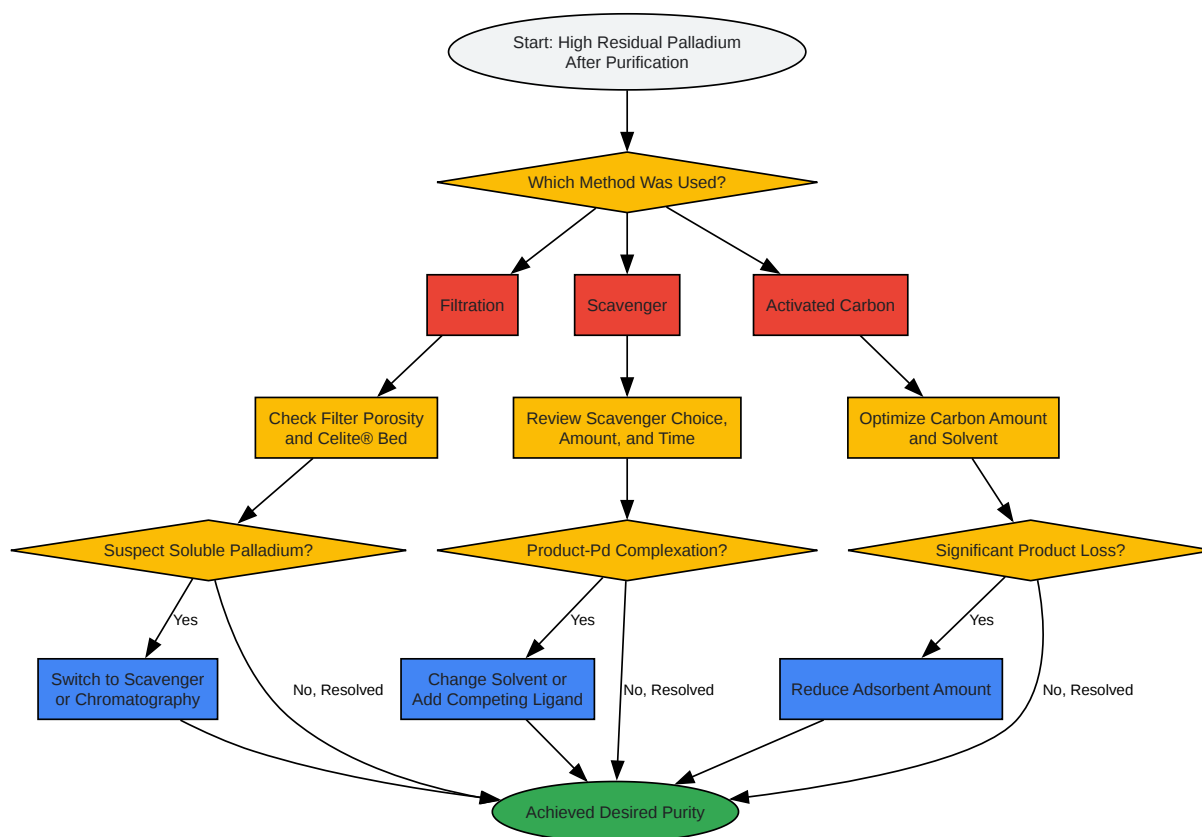 Start: High Residual Palladium
After Purification
Which Method Was Used?
Filtration
Scavenger
Activated Carbon
Check Filter Porosity
and Celite® Bed
Review Scavenger Choice,
Amount, and Time
Optimize Carbon Amount
and Solvent
Suspect Soluble Palladium?
Product-Pd Complexation?
Significant Product Loss?
Yes
Yes
Yes
Switch to Scavenger
or Chromatography
No, Resolved
Change Solvent or
Add Competing Ligand
No, Resolved
Reduce Adsorbent Amount
No, Resolved
Achieved Desired Purity